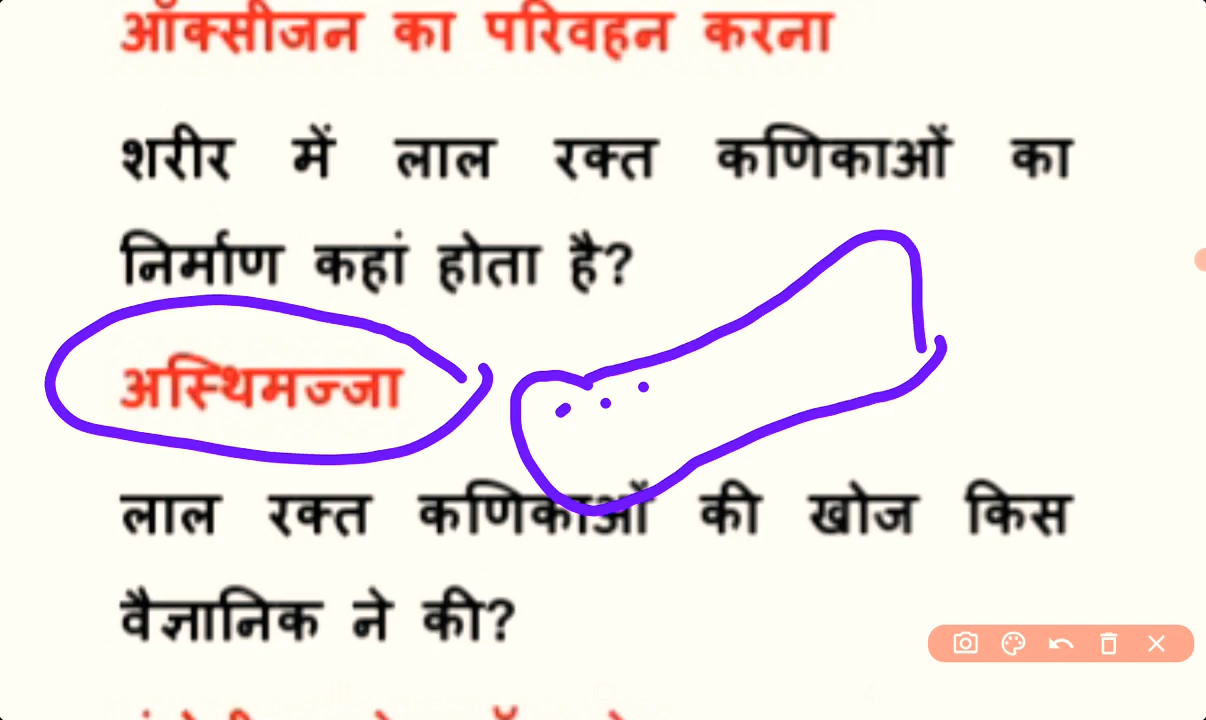 ऑक्सीजन का परिवहन करना
शरीर में लाल रक्त कणिकाओं का
निर्माण कहां होता है?
अस्थिमज्जा
लाल रक्त कणिकाओं की खोज किस
वैज्ञानिक ने की?